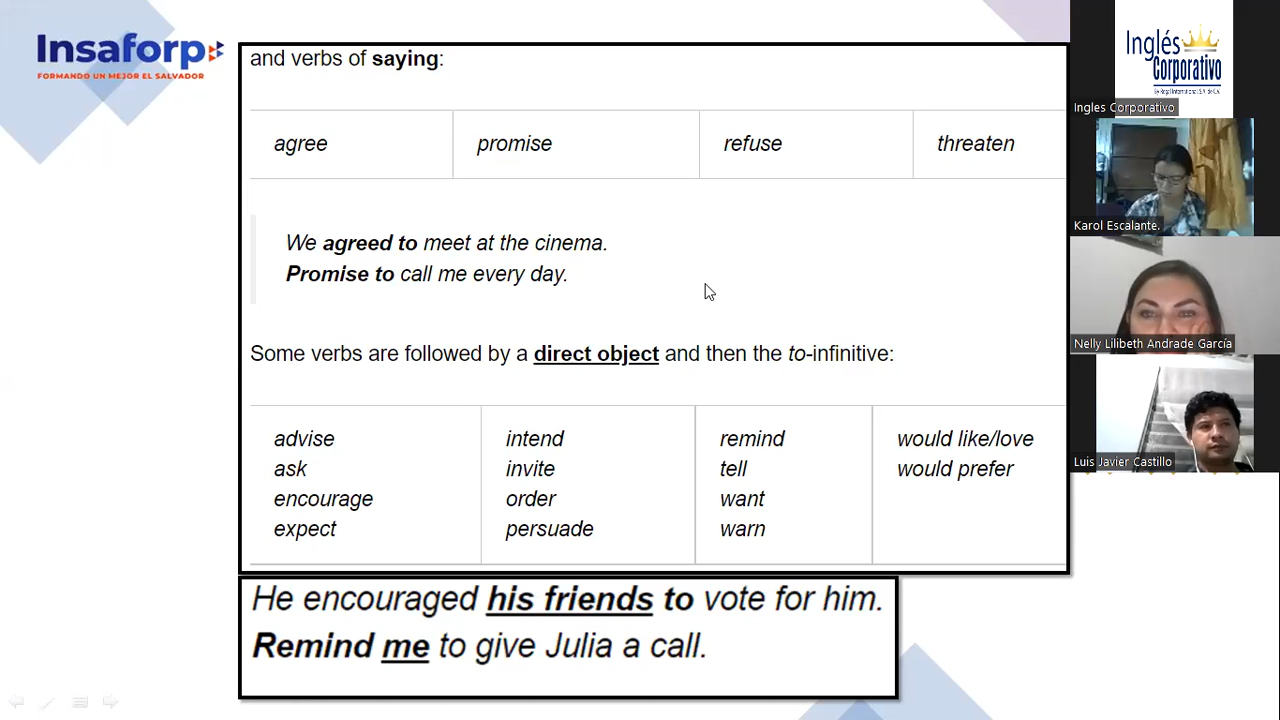 Insaforp
FORMANDO UN MEJOR EL SALVADOR
and verbs of saying:
agree promise refuse threaten
We agreed to meet at the cinema.
Promise to call me every day.
Some verbs are followed by a direct object and then the to-infinitive:
advise intend remind would like/love
ask invite tell would prefer
encourage order want
expect persuade warn
He encouraged his friends to vote for him.
Remind me to give Julia a call.
Inglés
Corporativo
Ingles Corporativo
Karol Escalante.
Nelly Lilibeth Andrade García
Luis Javier Castillo